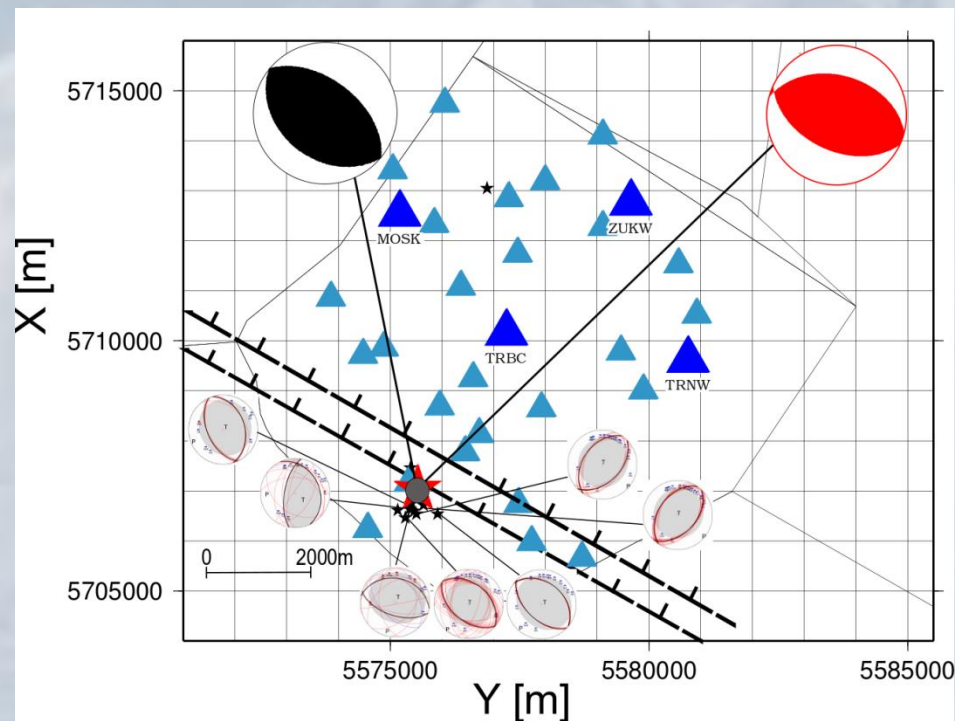 5715000
5710000
5705000
X [m]
MOSK
ZUKW
TRBC
TRNW
T
T
P
T
T
P
T
P
T
P
T
P
0
2000m
5575000
5580000
5585000
Y [m]